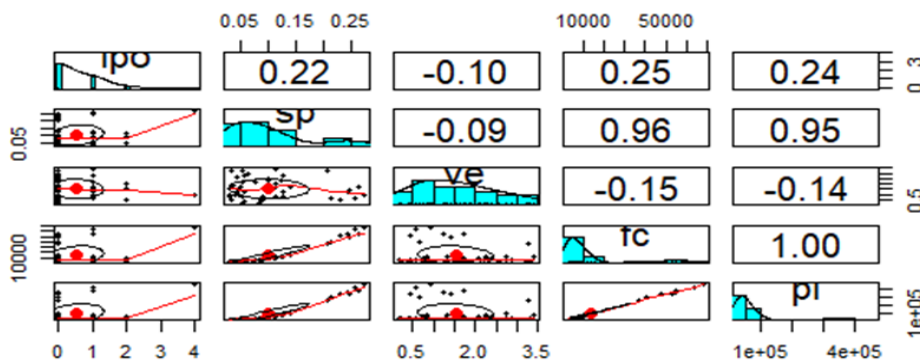 0.05 0.15 0.25 10000 50000
ipo 0.22 -0.10 0.25 0.24 0 3
0.05 sp -0.09 0.96 0.95
ve -0.15 -0.14 0.5
10000 fc 1.00
pi 1e+05
0 1 2 3 4 0.5 2.0 3.5 1e+05 4e+05